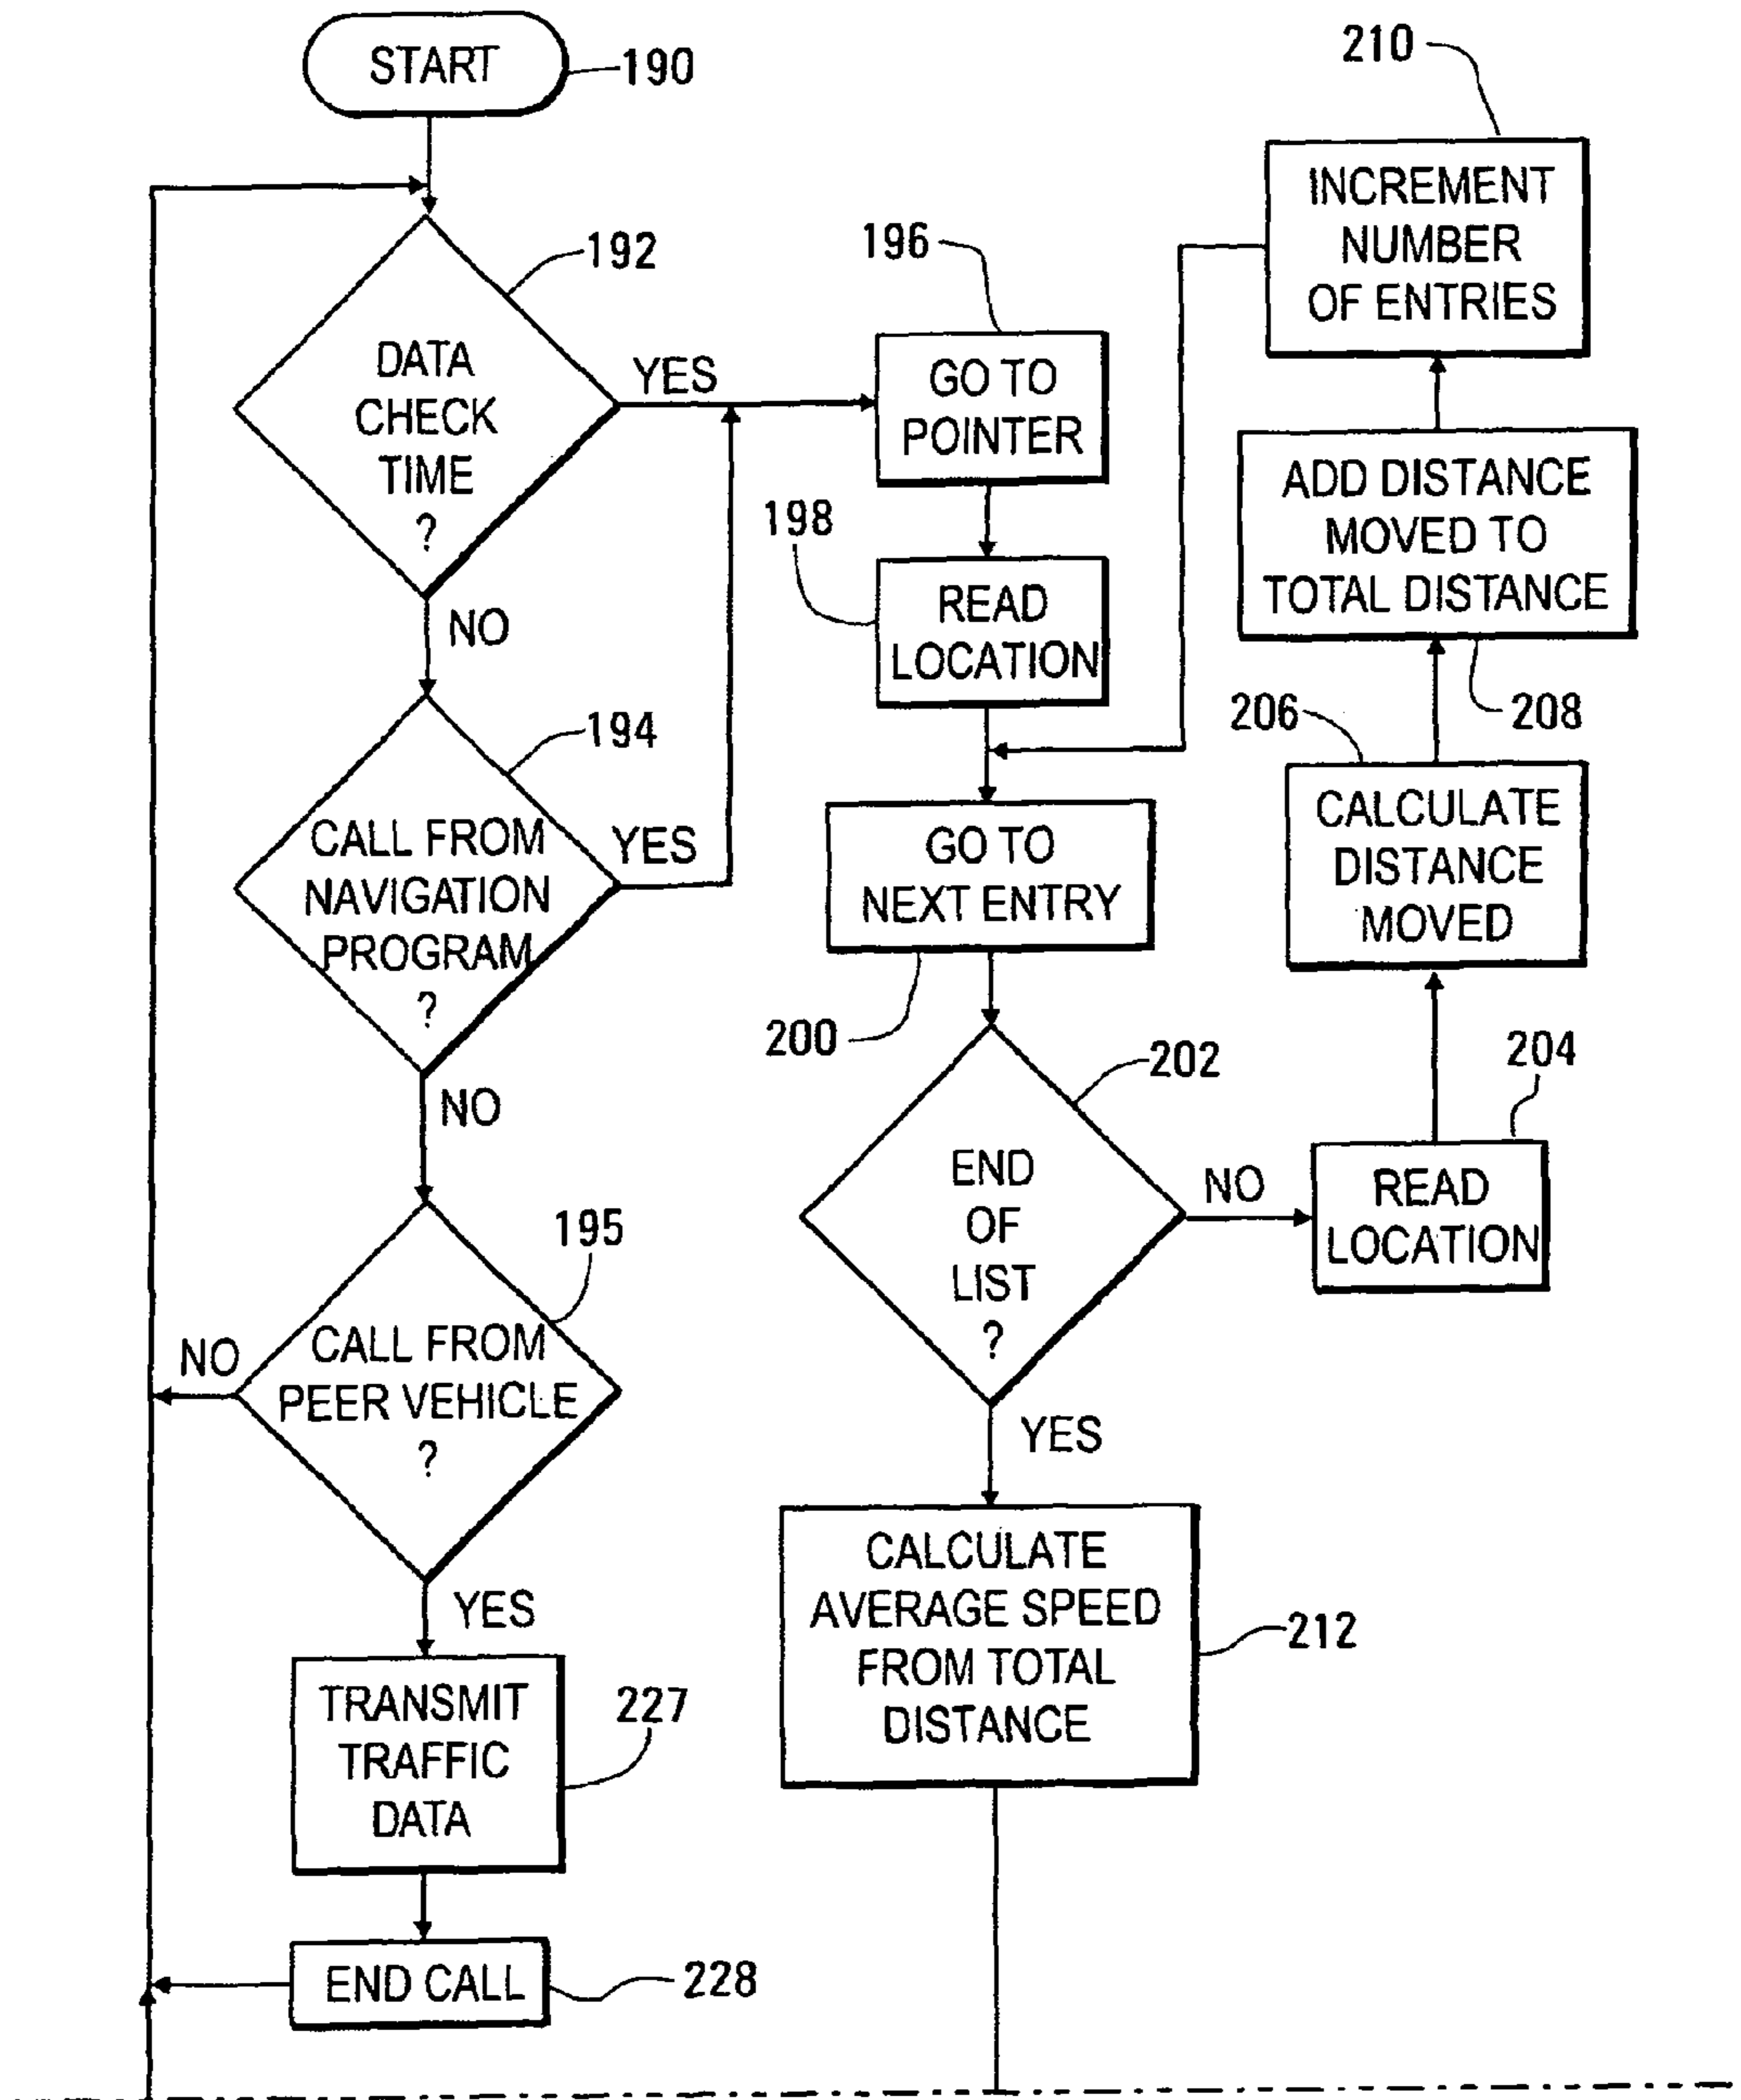 START
190
192
DATA
CHECK
TIME
?
YES
NO
194
CALL FROM
NAVIGATION
PROGRAM
?
YES
NO
195
CALL FROM
PEER VEHICLE
?
NO
YES
TRANSMIT
TRAFFIC
DATA
227
END CALL
228
196
GO TO
POINTER
198
READ
LOCATION
GO TO
NEXT ENTRY
200
202
END
OF
LIST
?
NO
YES
204
READ
LOCATION
206
CALCULATE
DISTANCE
MOVED
ADD DISTANCE
MOVED TO
TOTAL DISTANCE
208
210
INCREMENT
NUMBER
OF ENTRIES
CALCULATE
AVERAGE SPEED
FROM TOTAL
DISTANCE
212